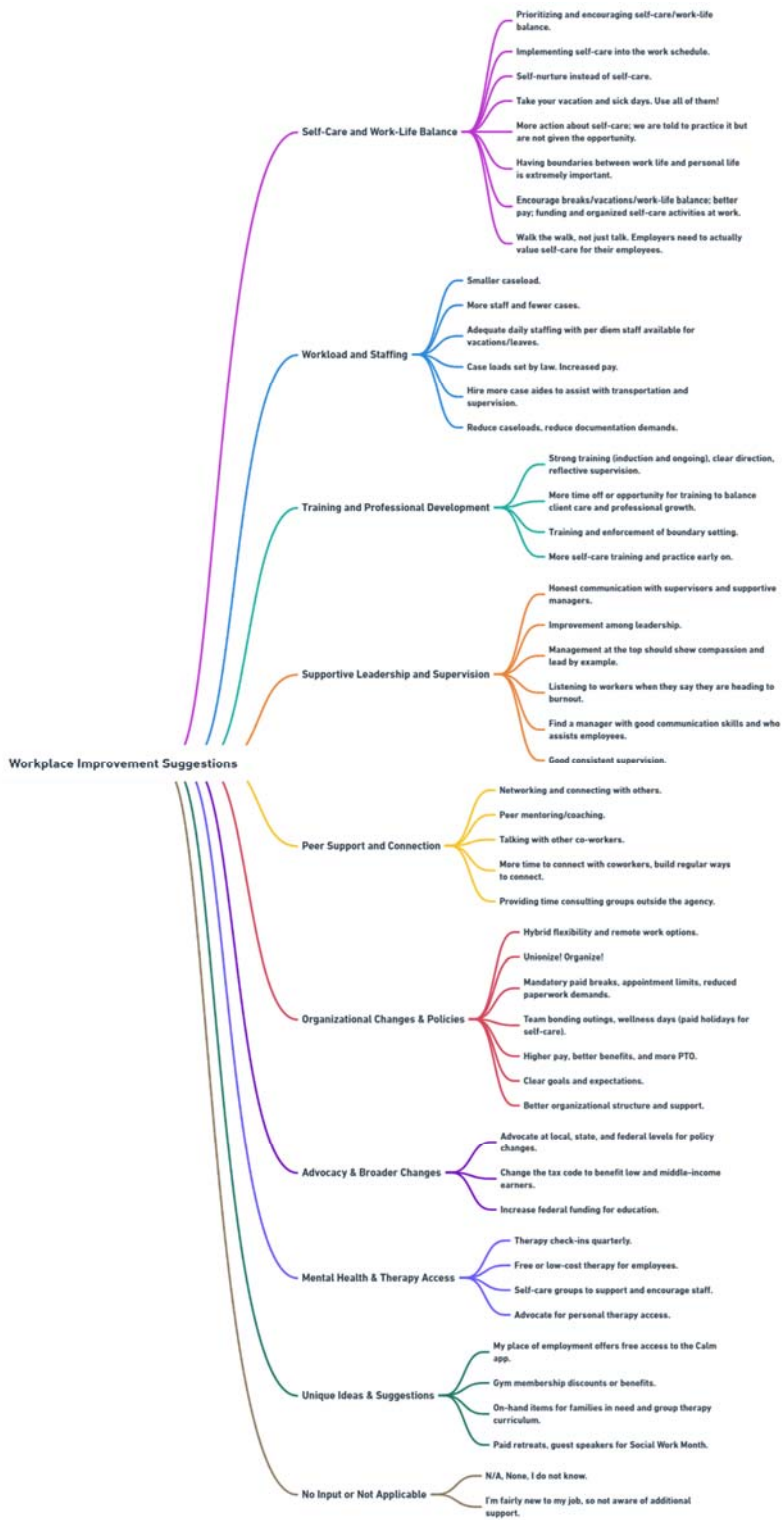 Workplace Improvement Suggestions
Self-Care and Work-Life Balance
Prioritizing and encouraging self-care/work-life
balance.
Implementing self-care into the work schedule.
Self-nurture instead of self-care.
Take your vacation and sick days. Use all of them!
More action about self-care; we are told to practice it but
are not given the opportunity.
Having boundaries between work life and personal life
is extremely important.
Encourage breaks/vacations/work-life balance; better
pay; funding and organized self-care activities at work.
Walk the walk, not just talk. Employers need to actually
value self-care for their employees.
Workload and Staffing
Smaller caseload.
More staff and fewer cases.
Adequate daily staffing with per diem staff available for
vacations/leaves.
Case loads set by law. Increased pay.
Hire more case aides to assist with transportation and
supervision.
Reduce caseloads, reduce documentation demands.
Training and Professional Development
Strong training (induction and ongoing), clear direction,
reflective supervision.
More time off or opportunity for training to balance
client care and professional growth.
Training and enforcement of boundary setting.
More self-care training and practice early on.
Supportive Leadership and Supervision
Honest communication with supervisors and supportive
managers.
Improvement among leadership.
Management at the top should show compassion and
lead by example.
Listening to workers when they say they are heading to
burnout.
Find a manager with good communication skills and who
assists employees.
Good consistent supervision.
Peer Support and Connection
Networking and connecting with others.
Peer mentoring/coaching.
Talking with other co-workers.
More time to connect with coworkers, build regular ways
to connect.
Providing time consulting groups outside the agency.
Organizational Changes & Policies
Hybrid flexibility and remote work options.
Unionize! Organize!
Mandatory paid breaks, appointment limits, reduced
paperwork demands.
Team bonding outings, wellness days (paid holidays for
self-care).
Higher pay, better benefits, and more PTO.
Clear goals and expectations.
Better organizational structure and support.
Advocacy & Broader Changes
Advocate at local, state, and federal levels for policy
changes.
Change the tax code to benefit low and middle-income
earners.
Increase federal funding for education.
Mental Health & Therapy Access
Therapy check-ins quarterly.
Free or low-cost therapy for employees.
Self-care groups to support and encourage staff.
Advocate for personal therapy access.
Unique Ideas & Suggestions
My place of employment offers free access to the Calm
app.
Gym membership discounts or benefits.
On-hand items for families in need and group therapy
curriculum.
Paid retreats, guest speakers for Social Work Month.
No Input or Not Applicable
N/A, None, I do not know.
I'm fairly new to my job, so not aware of additional
support.